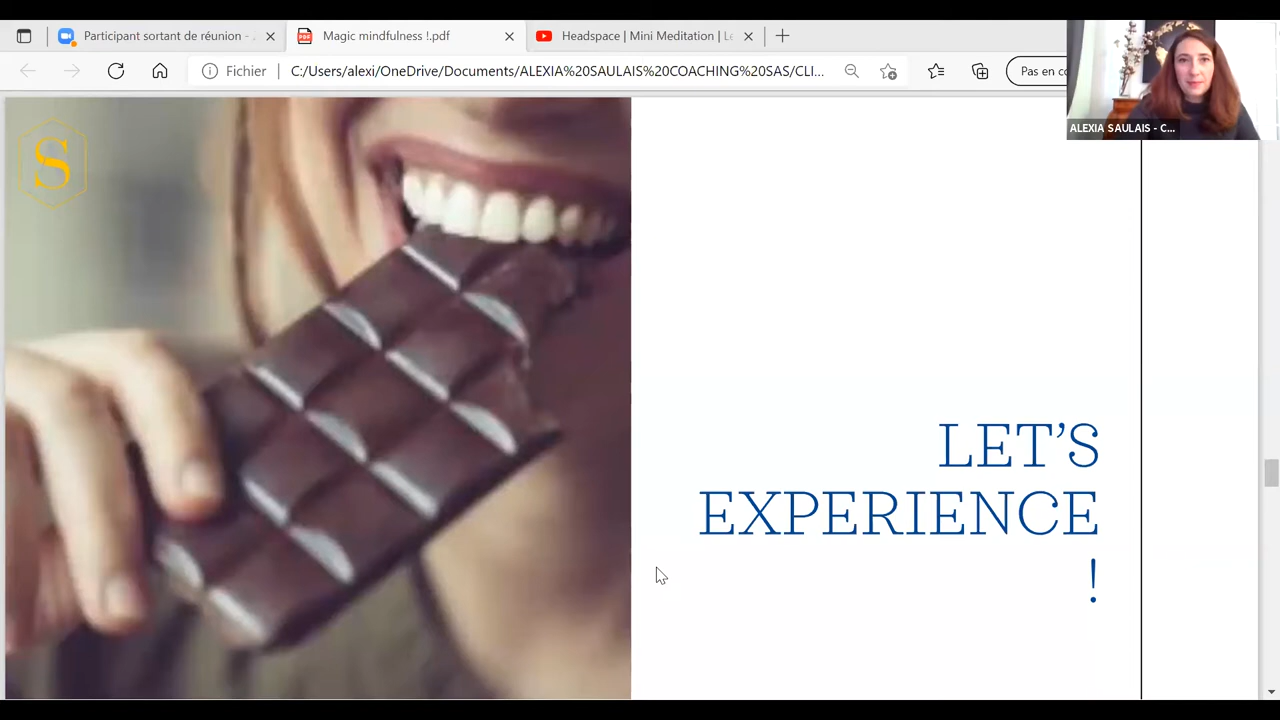 Participant sortant de réunion -
Magic mindfulness !.pdf
Headspace | Mini Meditation |
Fichier
C:/Users/alexi/OneDrive/Documents/ALEXIA%20SAULAIS%20COACHING%20SAS/CLI...
Pas en
ALEXIA SAULAIS - C...
S
LET’S
EXPERIENCE
!